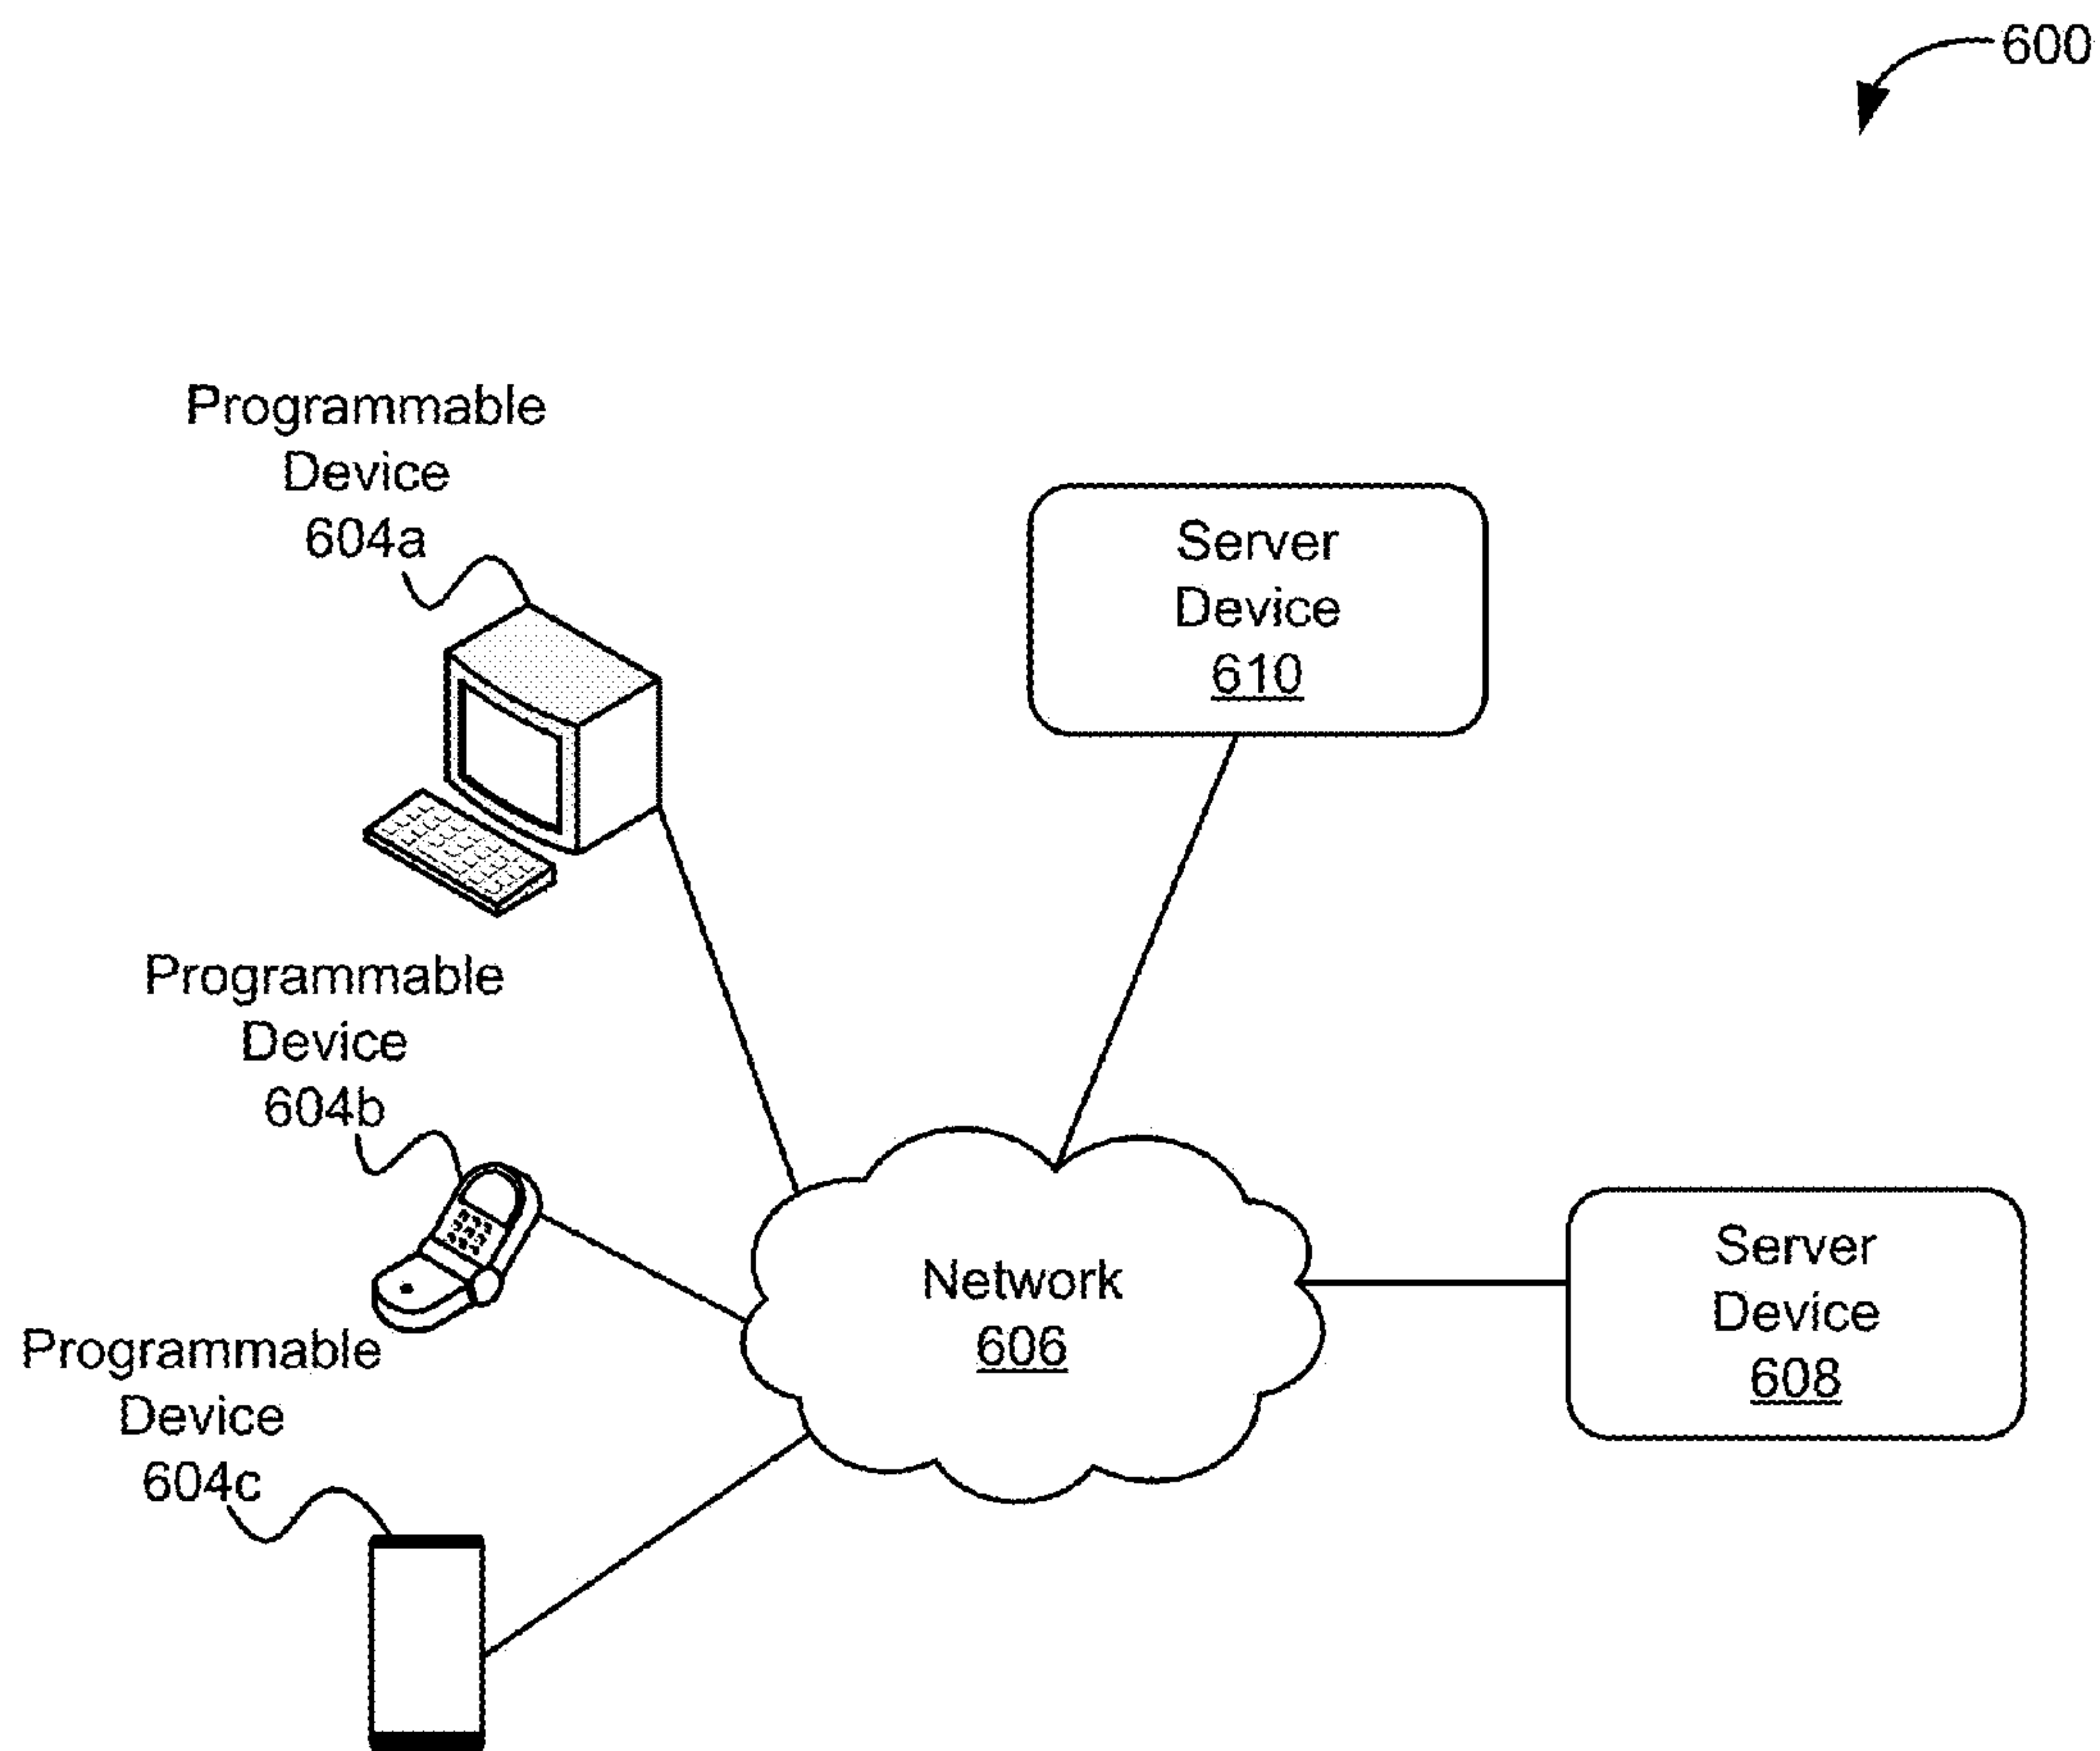 600
Programmable
Device
604a
Server
Device
610
Programmable
Device
604b
Network
606
Server
Device
608
Programmable
Device
604c